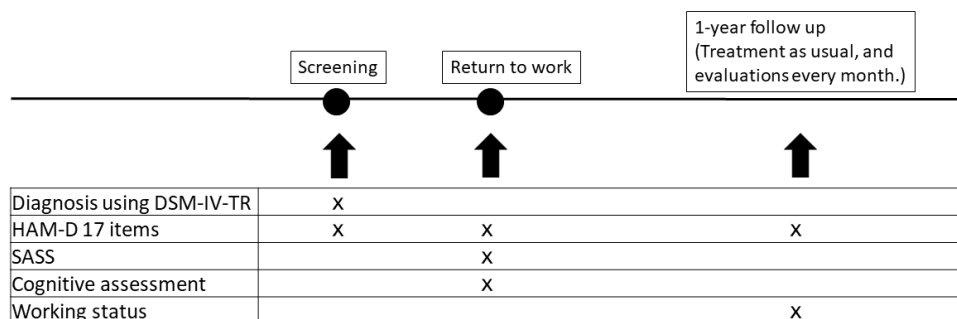 1-year follow up
(Treatment as usual, and
evaluations every month.)
Screening
Return to work
Diagnosis using DSM-IV-TR x
HAM-D 17 items x x x
SASS x
Cognitive assessment x
Working status x